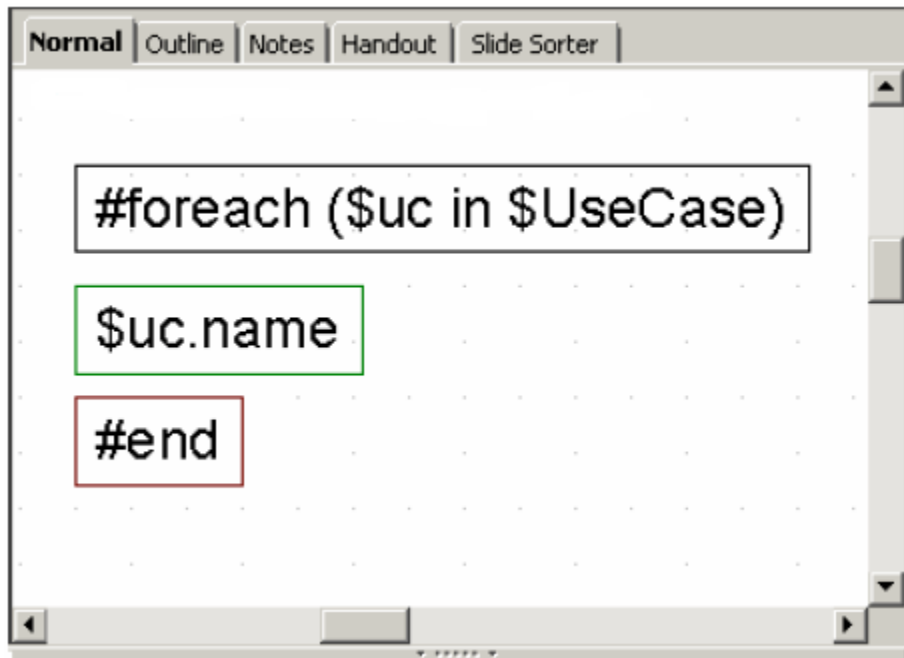 Normal Outline Notes Handout Slide Sorter
#foreach ($uc in $UseCase)
$uc.name
#end